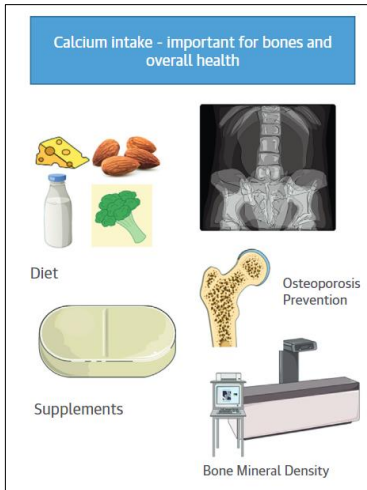 Calcium intake - important for bones and
overall health
Diet
Osteoporosis
Prevention
Supplements
Bone Mineral Density